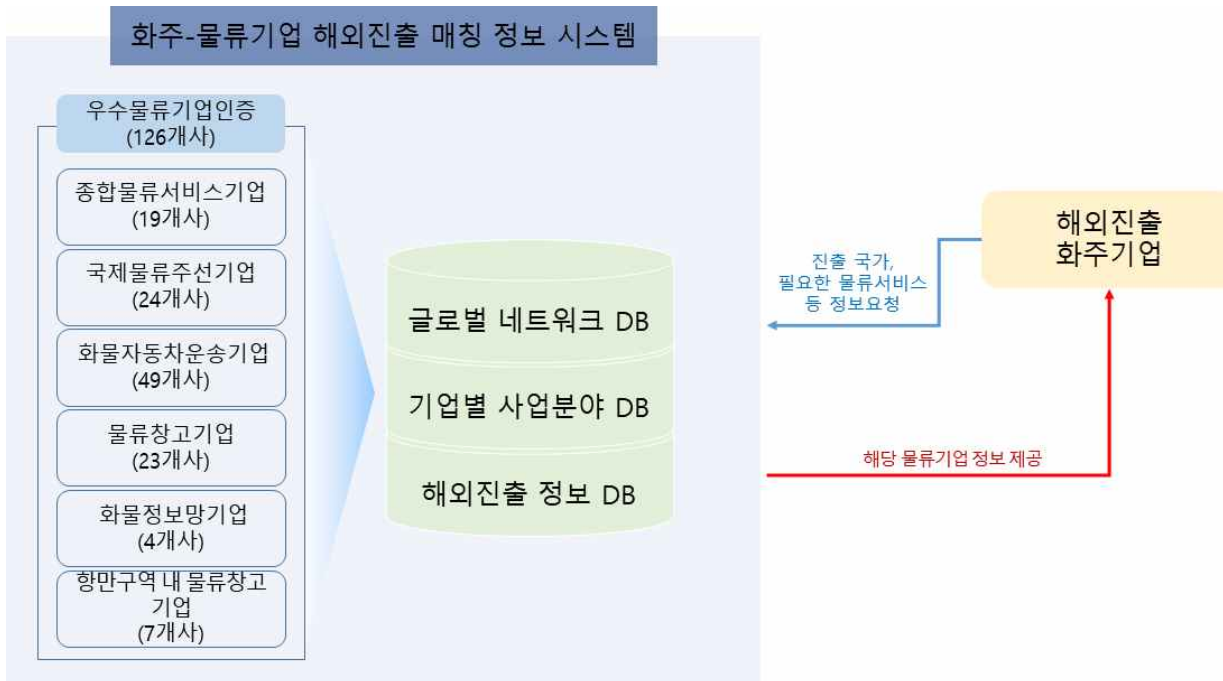 화주-물류기업 해외진출 매칭 정보 시스템
우수물류기업인증
(126개사)
종합물류서비스기업
(19개사)
국제물류주선기업
(24개사)
화물자동차운송기업
(49개사)
물류창고기업
(23개사)
화물정보망기업
(4개사)
항만구역 내 물류창고
기업
(7개사)
글로벌 네트워크 DB
기업별 사업분야 DB
해외진출 정보 DB
진출 국가,
필요한 물류서비스
등 정보요청
해외진출
화주기업
해당 물류기업 정보 제공